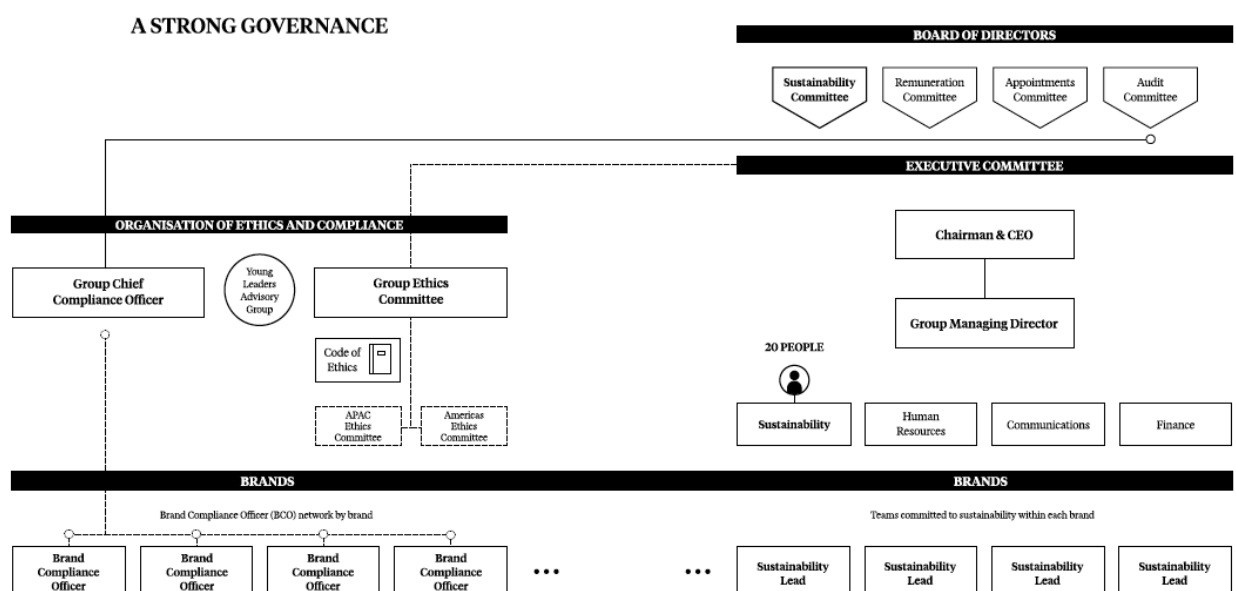 A STRONG GOVERNANCE
BOARD OF DIRECTORS
Sustainability
Committee
Remuneration
Committee
Appointments
Committee
Audit
Committee
EXECUTIVE COMMITTEE
Chairman & CEO
Group Managing Director
20 PEOPLE
Sustainability
Human
Resources
Communications
Finance
ORGANISATION OF ETHICS AND COMPLIANCE
Group Chief
Compliance Officer
Young
Leaders
Advisory
Group
Group Ethics
Committee
Code of
Ethics
APAC
Ethics
Committee
Americas
Ethics
Committee
BRANDS
Brand Compliance Officer (BCO) network by brand
Brand
Compliance
Officer
Brand
Compliance
Officer
Brand
Compliance
Officer
Brand
Compliance
Officer
•••
•••
BRANDS
Teams committed to sustainability within each brand
Sustainability
Lead
Sustainability
Lead
Sustainability
Lead
Sustainability
Lead